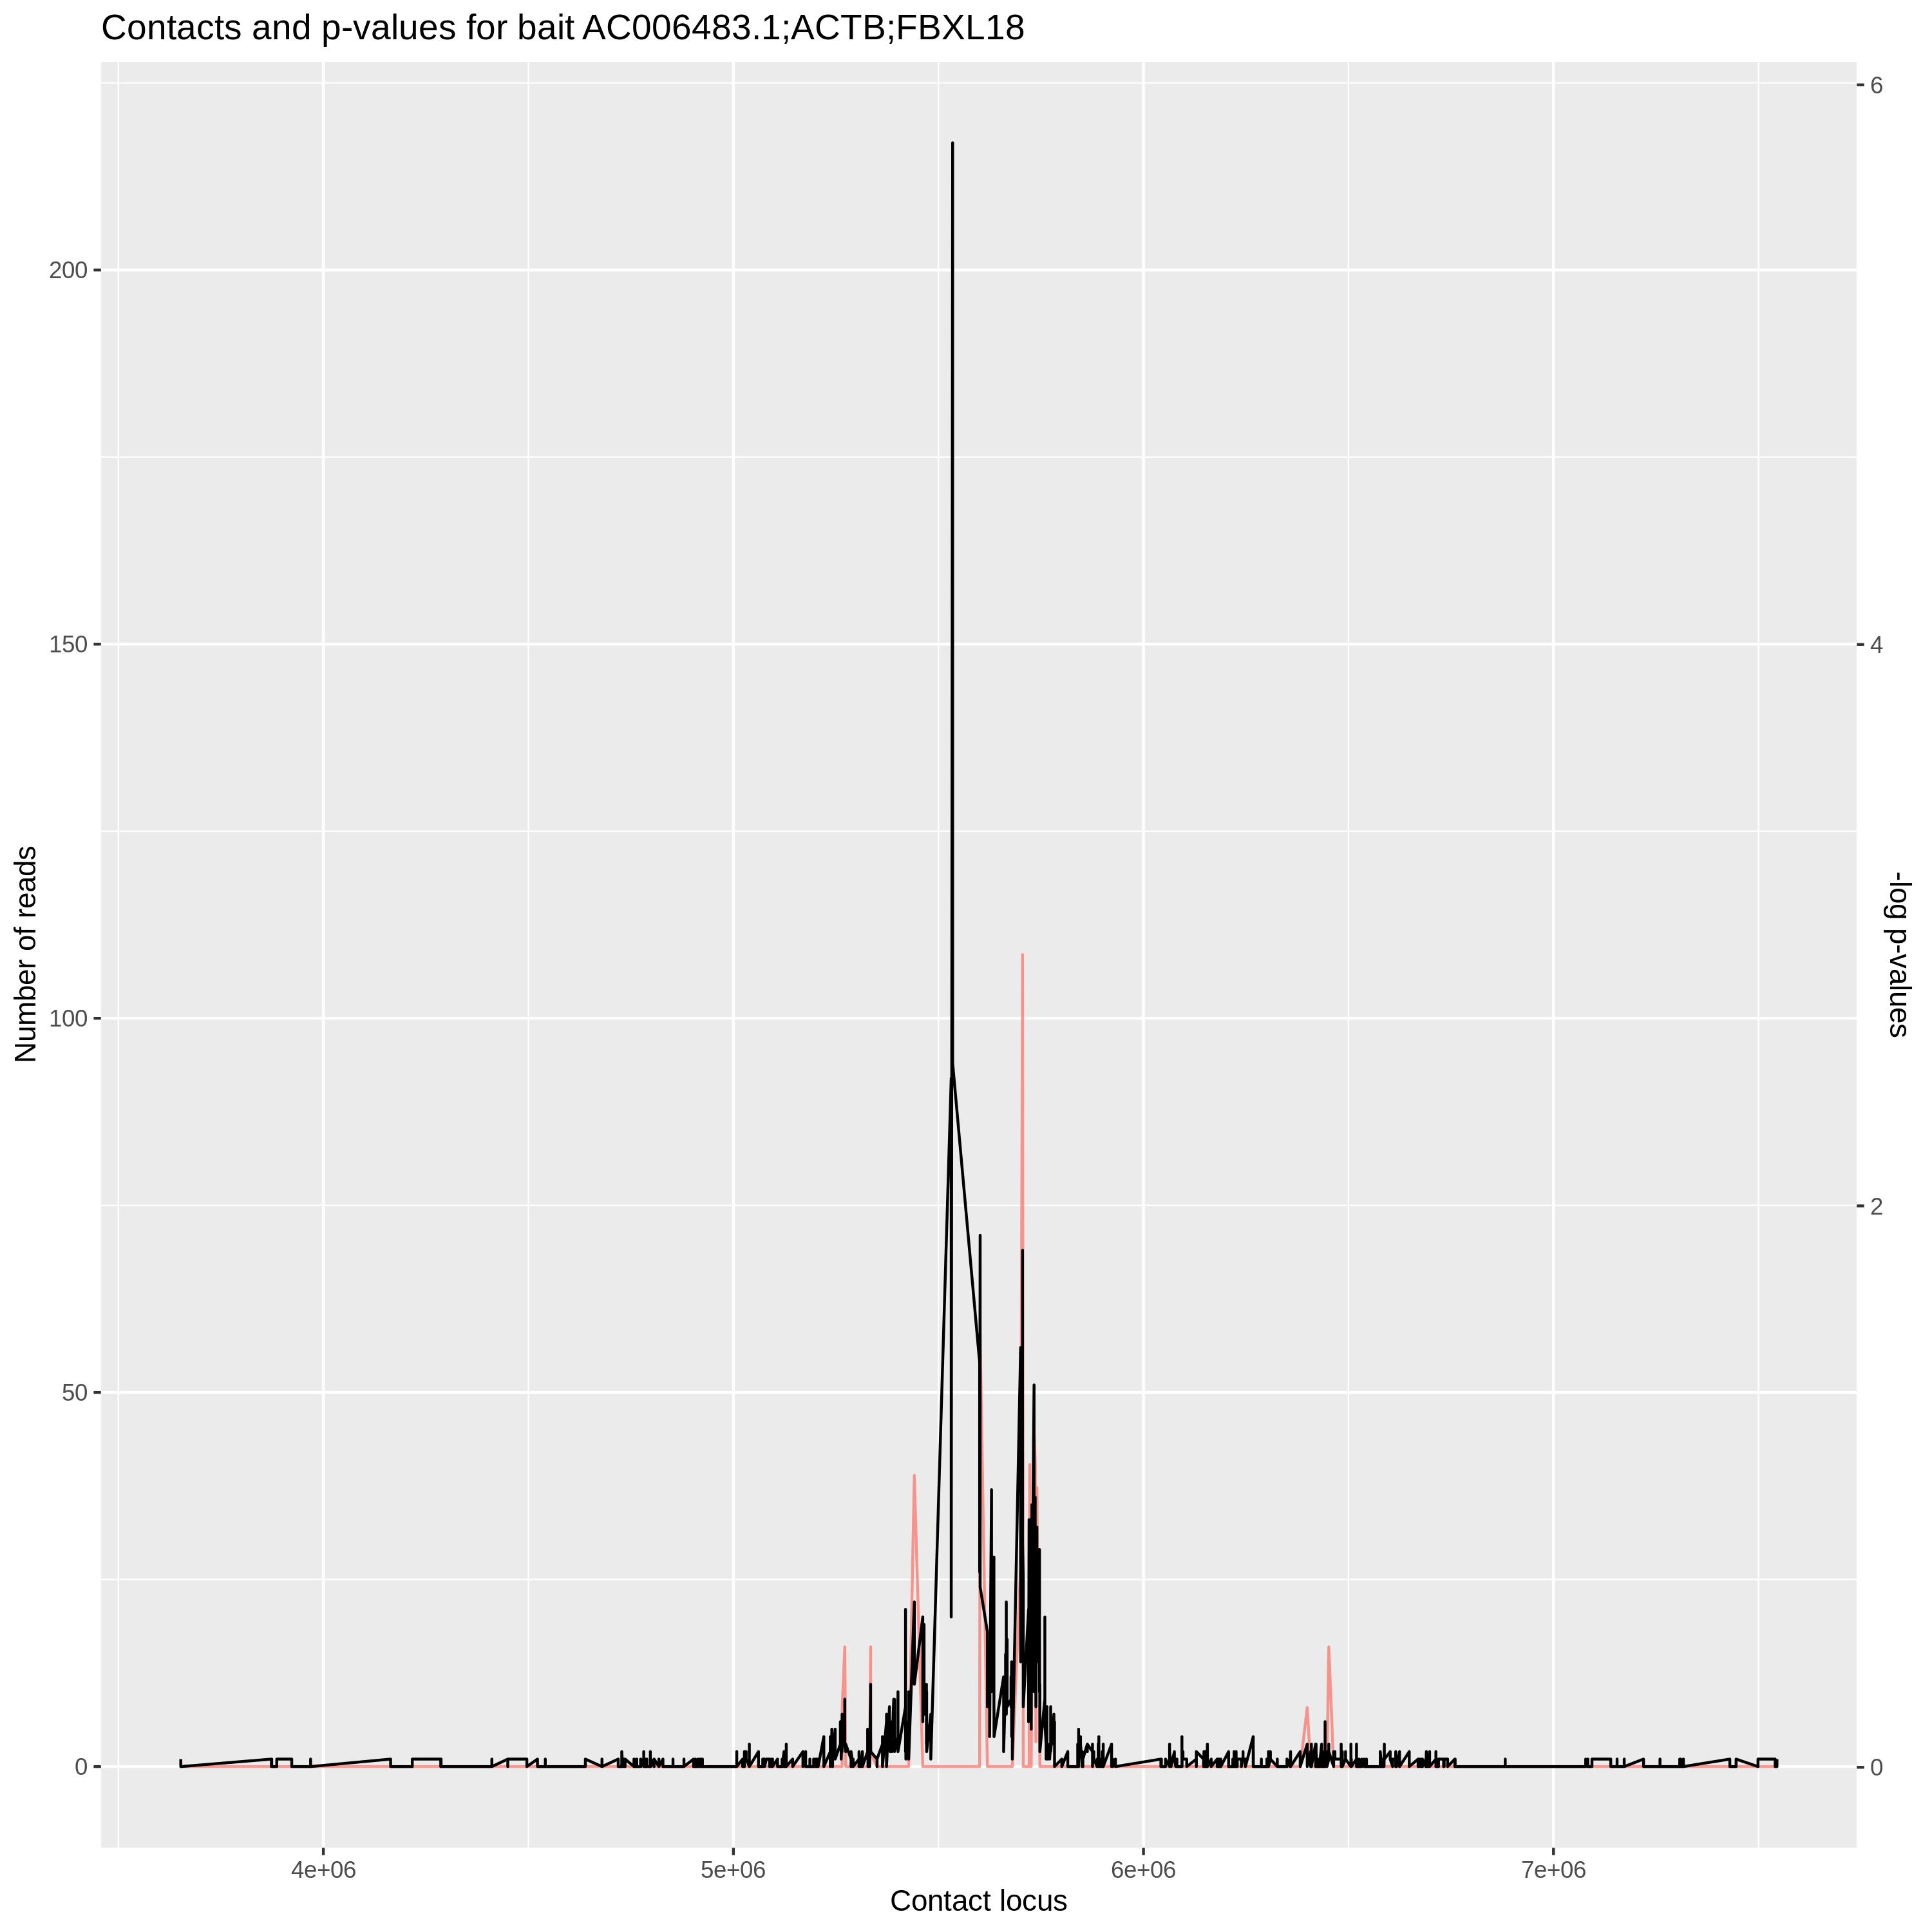 Contacts and p-values for bait AC006483.1;ACTB;FBXL18
6
200
150
4
Number of reads
-log p-values
100
2
50
0
0
4e+06
5e+06
6e+06
7e+06
Contact locus